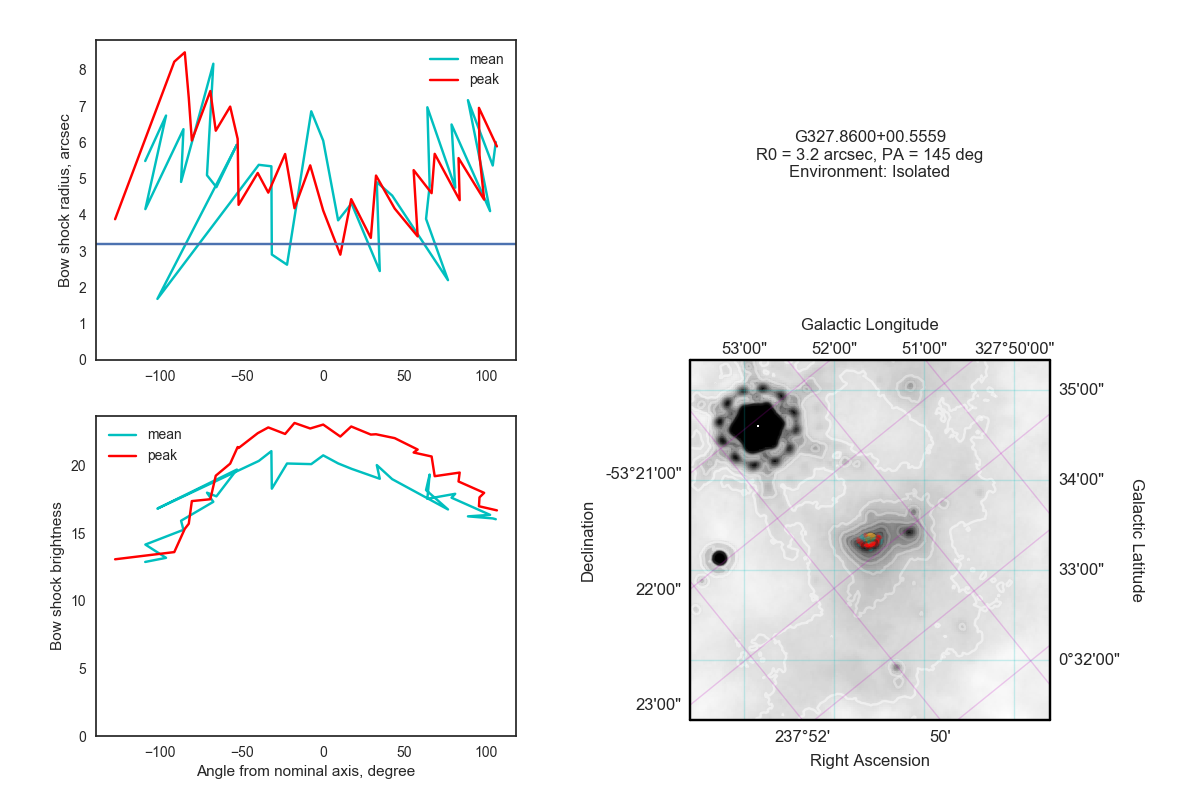 8
7
6
5
4
3
2
1
0
Bow shock radius, arcsec
mean
peak
−100
−50
0
50
100
G327.8600+00.5559
R0 = 3.2 arcsec, PA = 145 deg
Environment: Isolated
20
15
10
5
0
Bow shock brightness
mean
peak
−100
−50
0
50
100
Angle from nominal axis, degree
Galactic Longitude
53'00"
52'00"
51'00"
327°50'00"
35'00"
34'00"
33'00"
0°32'00"
Galactic Latitude
-53°21'00"
22'00"
23'00"
Declination
237°52'
50'
Right Ascension